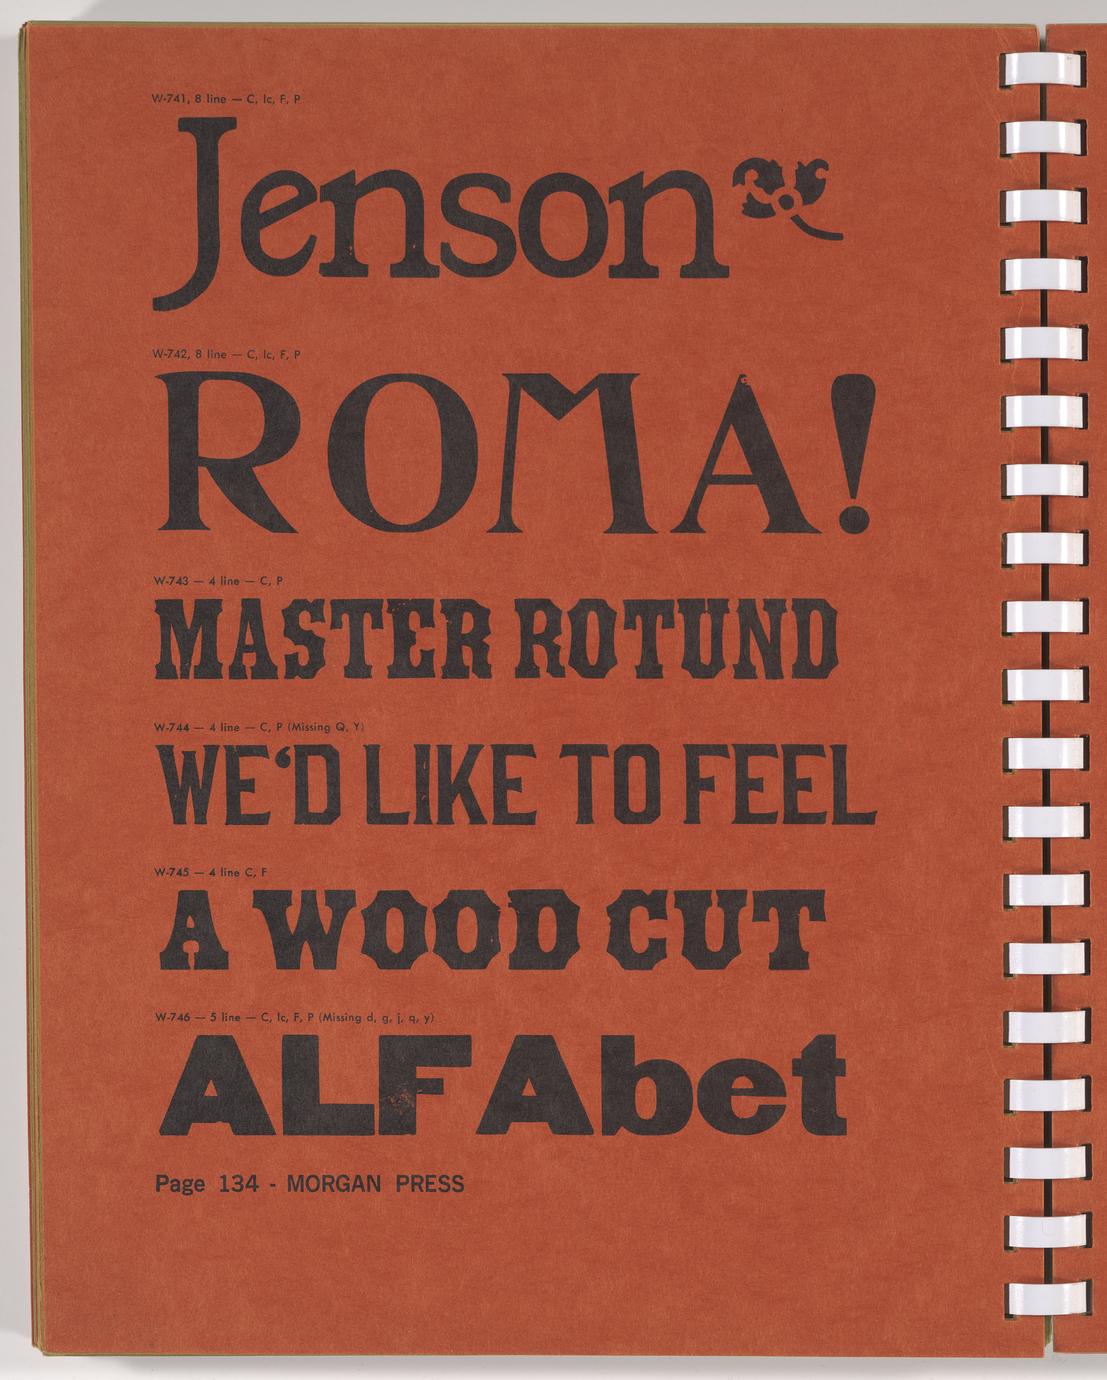 W-741, 8 line — C, lc, F, P
Jenson
W-742, 8 line — C, lc, F, P
ROMA!
W-743 — 4 line — C, P
MASTER ROTUND
W-744 — 4 line — C, P (Missing Q, Y)
WE‘D LIKE TO FEEL
W-745 — 4 line C, F
A WOOD CUT
W-746 — 5 line — C, lc, F, P (Missing d, g, j, q, y)
ALFAbet
Page 134 - MORGAN PRESS